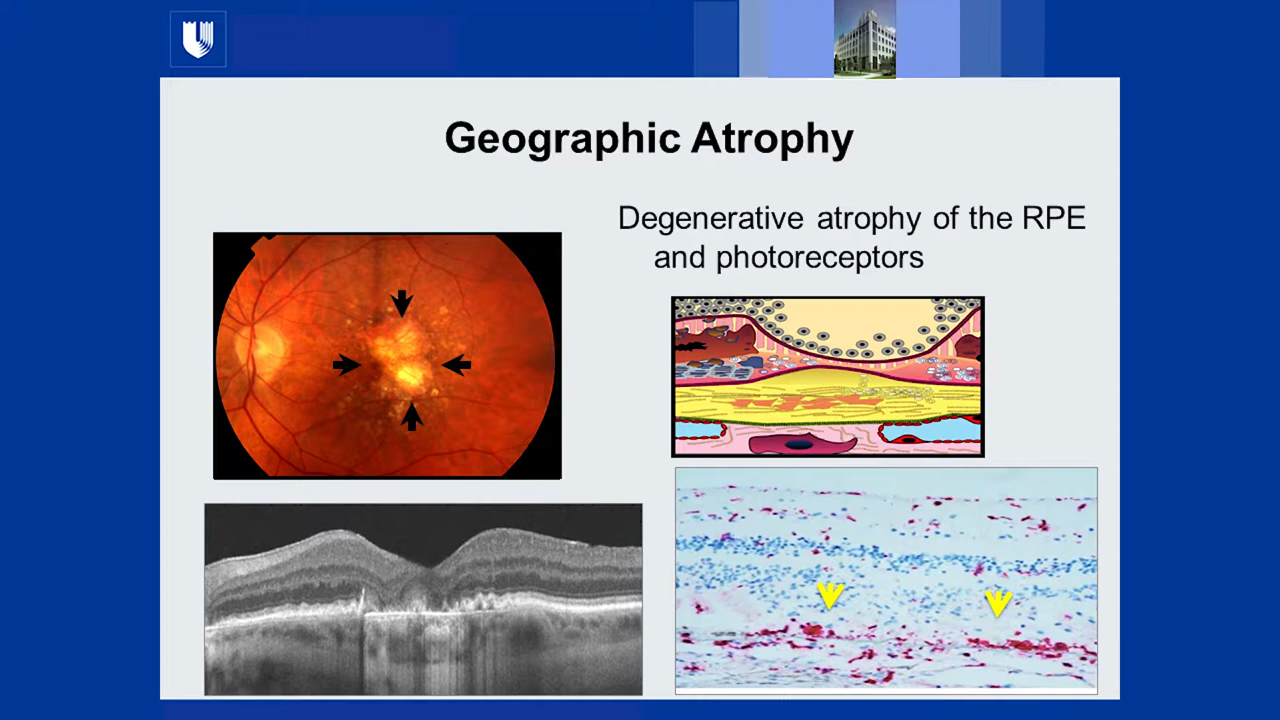 Geographic Atrophy
Degenerative atrophy of the RPE
and photoreceptors